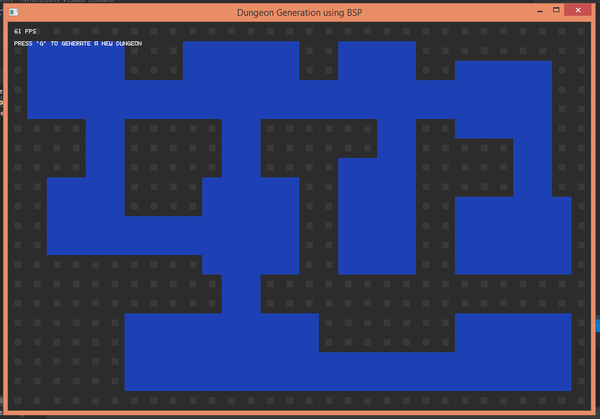 Dungeon Generation using BSP
61 FPS
PRESS 'G' TO GENERATE A NEW DUNGEON